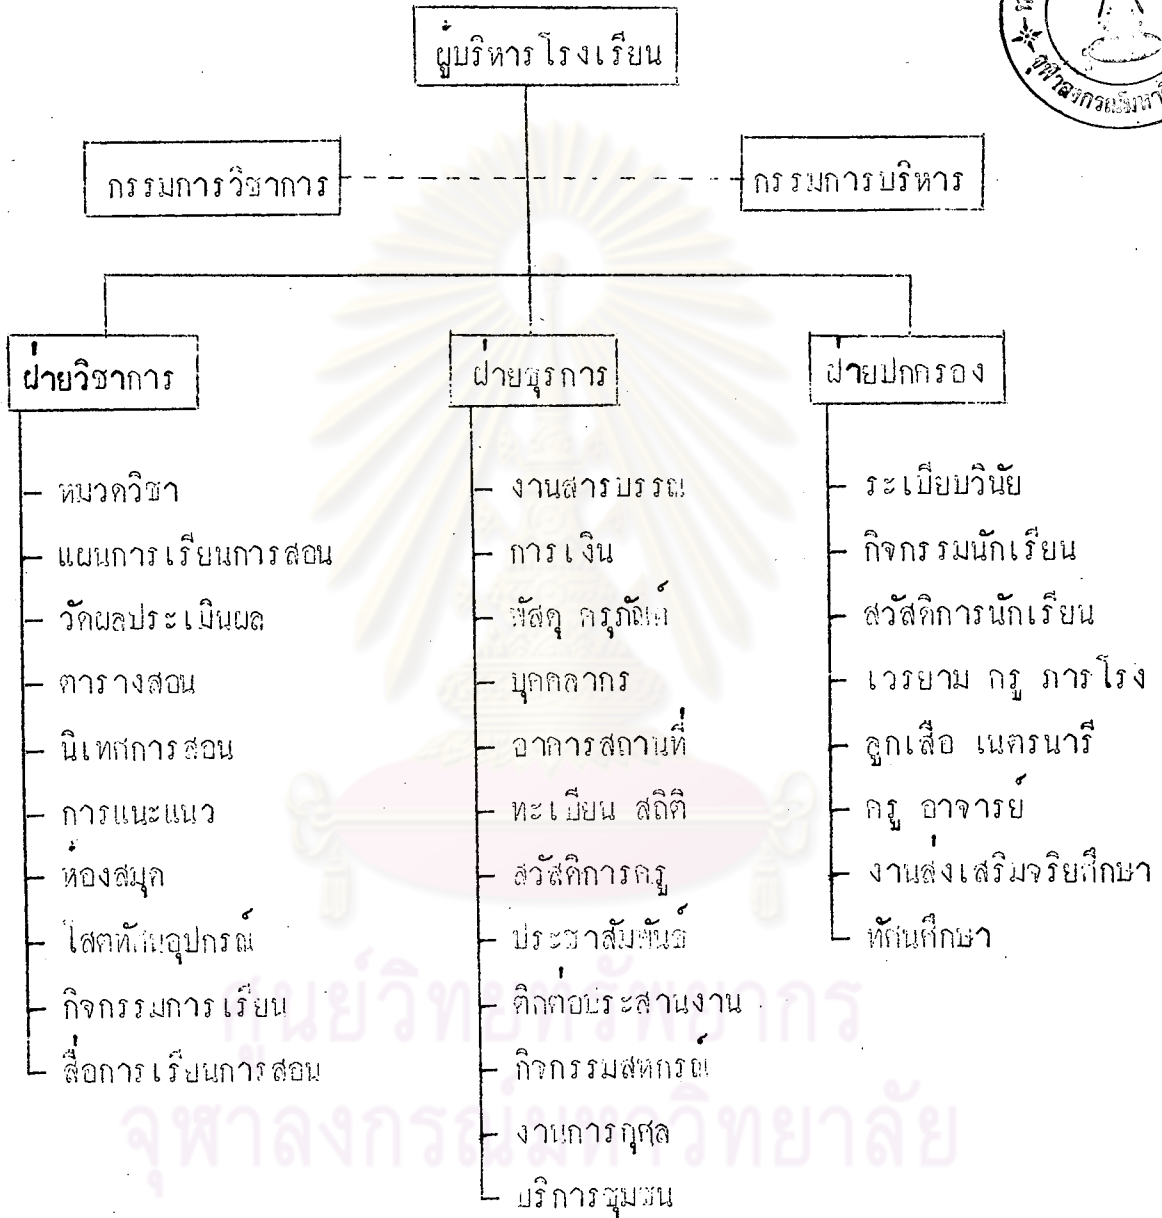 ผู้บริหารโรงเรียน
จุฬาลงกรณ์มหา
กรรมการวิชาการ
กรรมการบริหาร
ฝ่ายวิชาการ
หมวดวิชา
แผนการเรียนการสอน
วัดผลประเมินผล
ตารางสอน
นิเทศการสอน
การแนะแนว
ห้องสมุด
โสตทัศนอุปกรณ์
กิจกรรมการเรียน
สื่อการเรียนการสอน
ฝ่ายธุรการ
งานสารบรรณ
การเงิน
พัสดุ ครุภัณฑ์
บุคคลากร
อาคารสถานที่
ทะเบียน สถิติ
สวัสดิการครู
ประชาสัมพันธ์
ติกต่อประสานงาน
กิจกรรมสหกรณ์
งานการกุศล
บริการชุมชน
ฝ่ายปกครอง
ระเบียบวินัย
กิจกรรมนักเรียน
สวัสดิการนักเรียน
เวรยาม ครู ภารโรง
ลูกเสือ เนตรนารี
ครู อาจารย์
งานส่งเสริมจริยศึกษา
ทัศนศึกษา
ศูนย์วิทยทรัพยากร
จุฬาลงกรณ์มหาวิทยาลัย